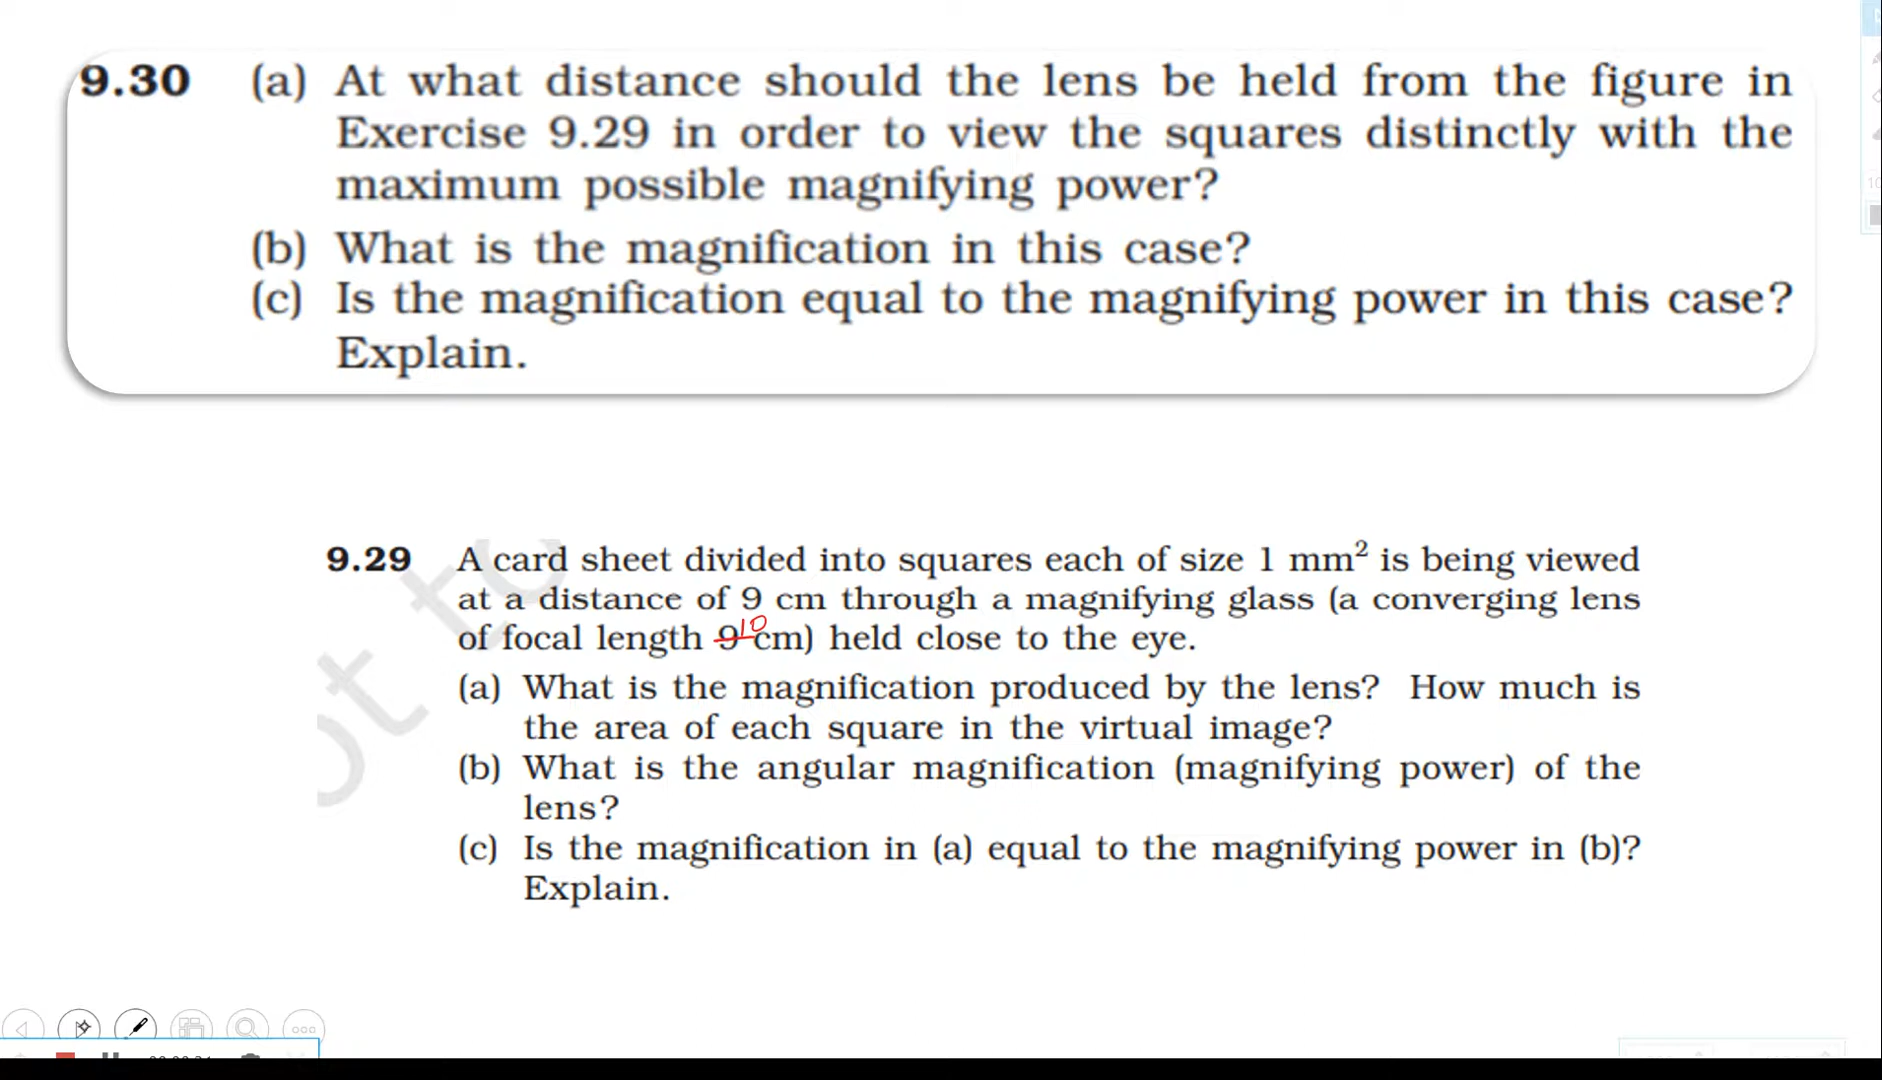 9.30 (a) At what distance should the lens be held from the figure in
Exercise 9.29 in order to view the squares distinctly with the
maximum possible magnifying power?
(b) What is the magnification in this case?
(c) Is the magnification equal to the magnifying power in this case?
Explain.
9.29 A card sheet divided into squares each of size 1 mm² is being viewed
at a distance of 9 cm through a magnifying glass (a converging lens
of focal length 9 10 cm) held close to the eye.
(a) What is the magnification produced by the lens? How much is
the area of each square in the virtual image?
(b) What is the angular magnification (magnifying power) of the
lens?
(c) Is the magnification in (a) equal to the magnifying power in (b)?
Explain.